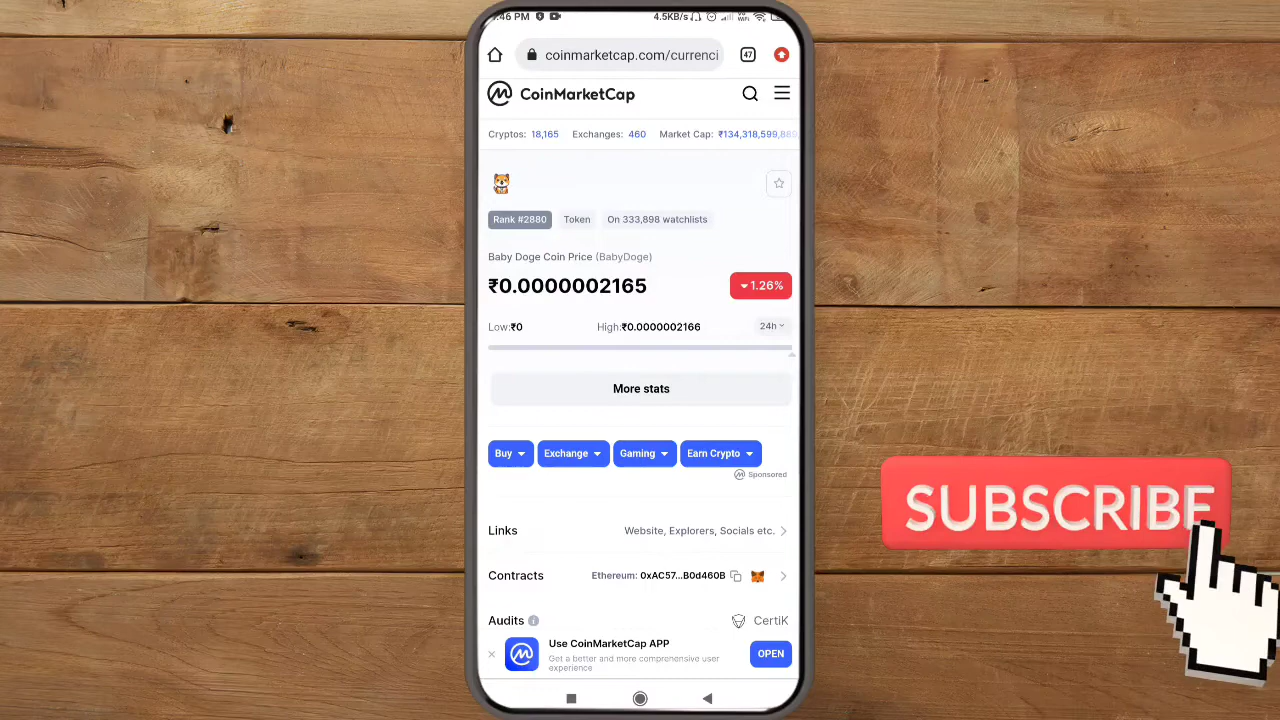 :46 PM 4.5KB/s Vo WiFi
coinmarketcap.com/currenci 47
CoinMarketCap
Cryptos: 18,165 Exchanges: 460 Market Cap: ₹134,318,599,889
Rank #2880 Token On 333,898 watchlists
Baby Doge Coin Price (BabyDoge)
₹0.0000002165 1.26%
Low:₹0 High:₹0.0000002166 24h
More stats
Buy Exchange Gaming Earn Crypto
Sponsored
Links Website, Explorers, Socials etc.
Contracts Ethereum: 0xAC57...B0d460B
Audits CertiK
Use CoinMarketCap APP
Get a better and more comprehensive user
experience
OPEN
SUBSCRIBE